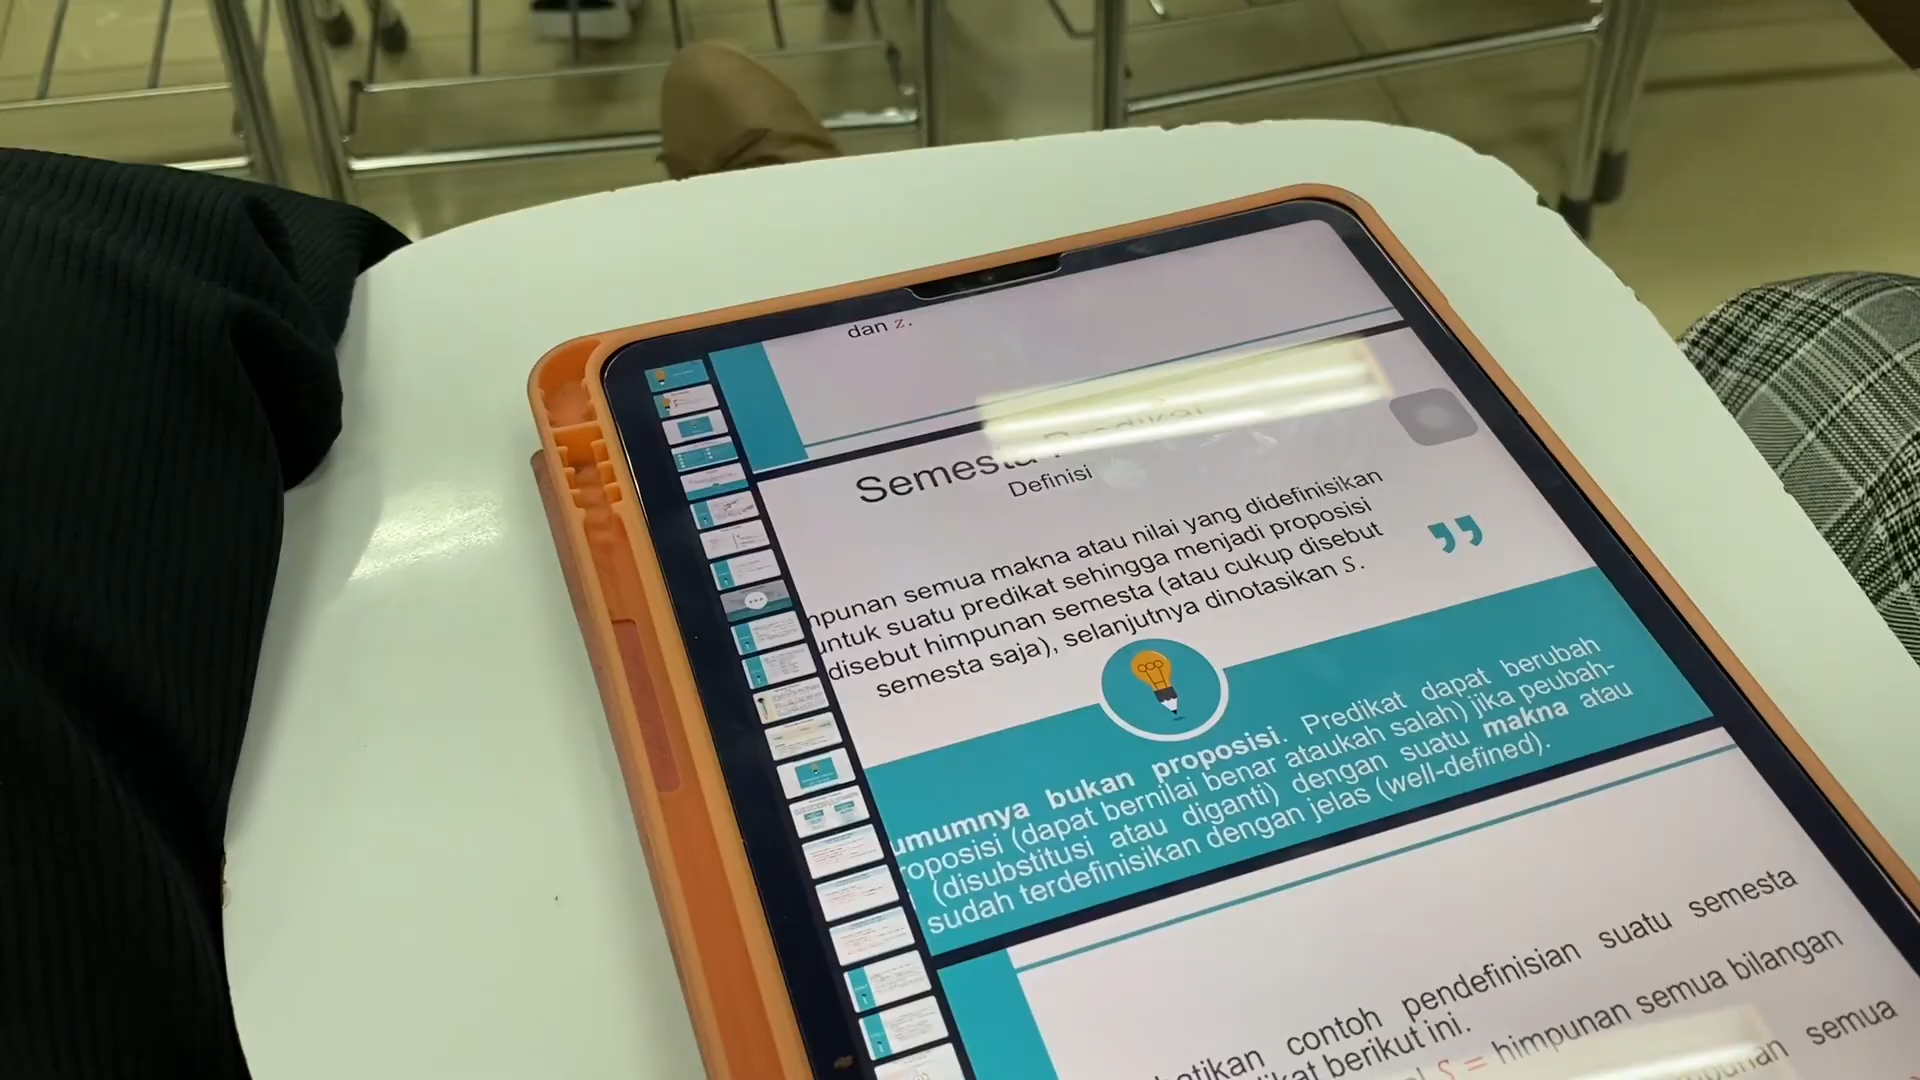 dan z.
Definisi
semua makna atau nilai yang didefinisikan
untuk suatu predikat sehingga menjadi proposisi
disebut himpunan semesta (atau cukup disebut
semesta saja), selanjutnya dinotasikan S.
”
umumnya bukan proposisi. Predikat dapat berubah
roposisi (dapat bernilai benar ataukah salah) jika peubah-
(disubstitusi atau diganti) dengan suatu makna atau
sudah terdefinisikan dengan jelas (well-defined).
contoh pendefinisian suatu semesta
berikut ini.
S = himpunan semua bilangan
semua